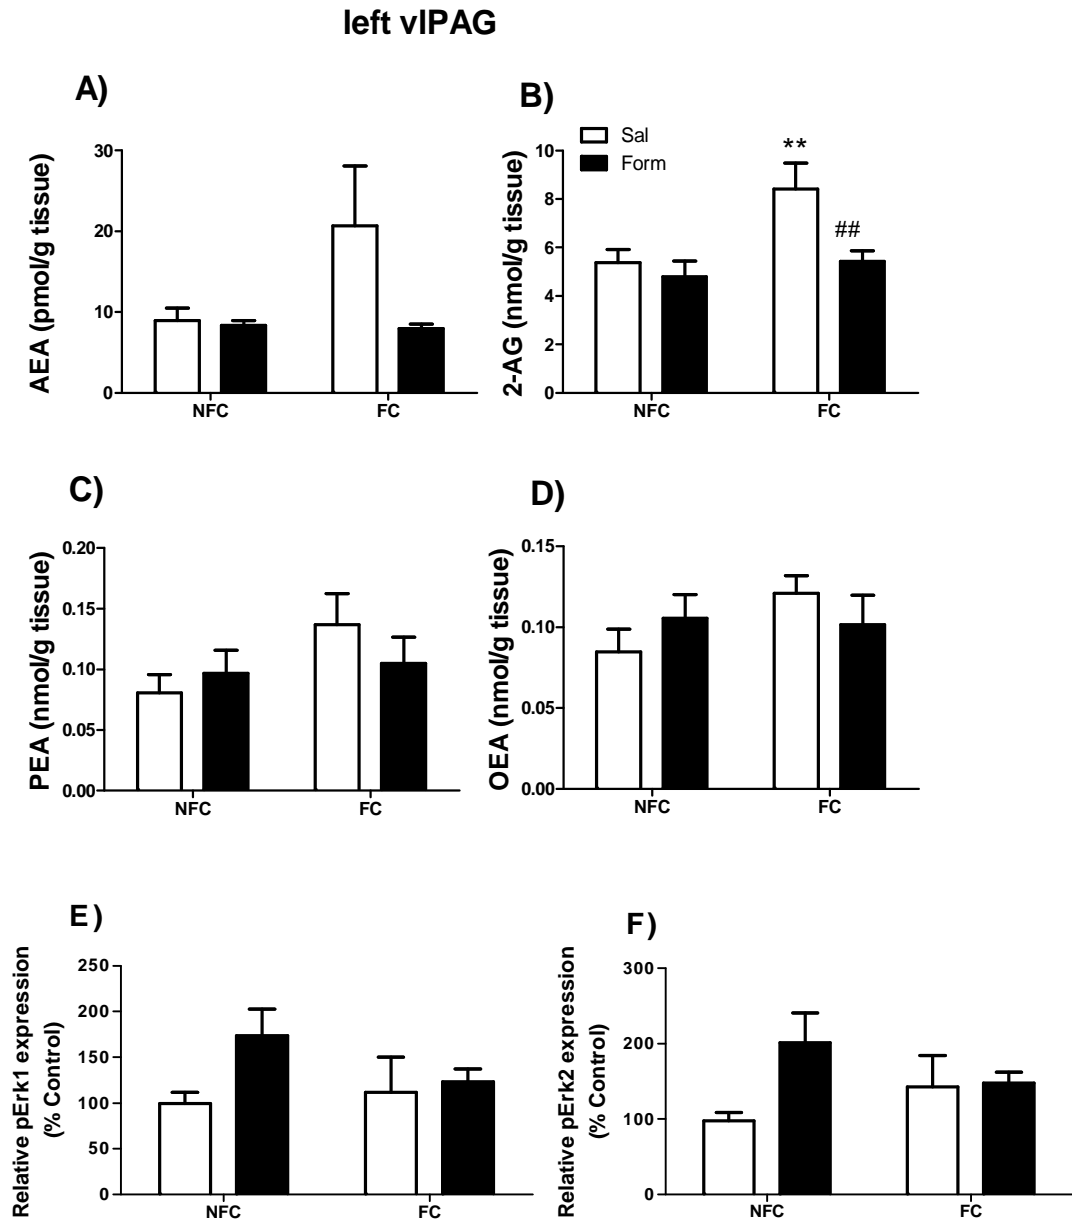 left vlPAG
A)
AEA (pmol/g tissue)
30
20
10
0
NFC
FC
B)
Sal
Form
2-AG (nmol/g tissue)
10
8
6
4
2
0
**
##
NFC
FC
C)
PEA (nmol/g tissue)
0.20
0.15
0.10
0.05
0.00
NFC
FC
D)
OEA (nmol/g tissue)
0.15
0.10
0.05
0.00
NFC
FC
E)
Relative pErk1 expression
(% Control)
250
200
150
100
50
0
NFC
FC
F)
Relative pErk2 expression
(% Control)
300
200
100
0
NFC
FC